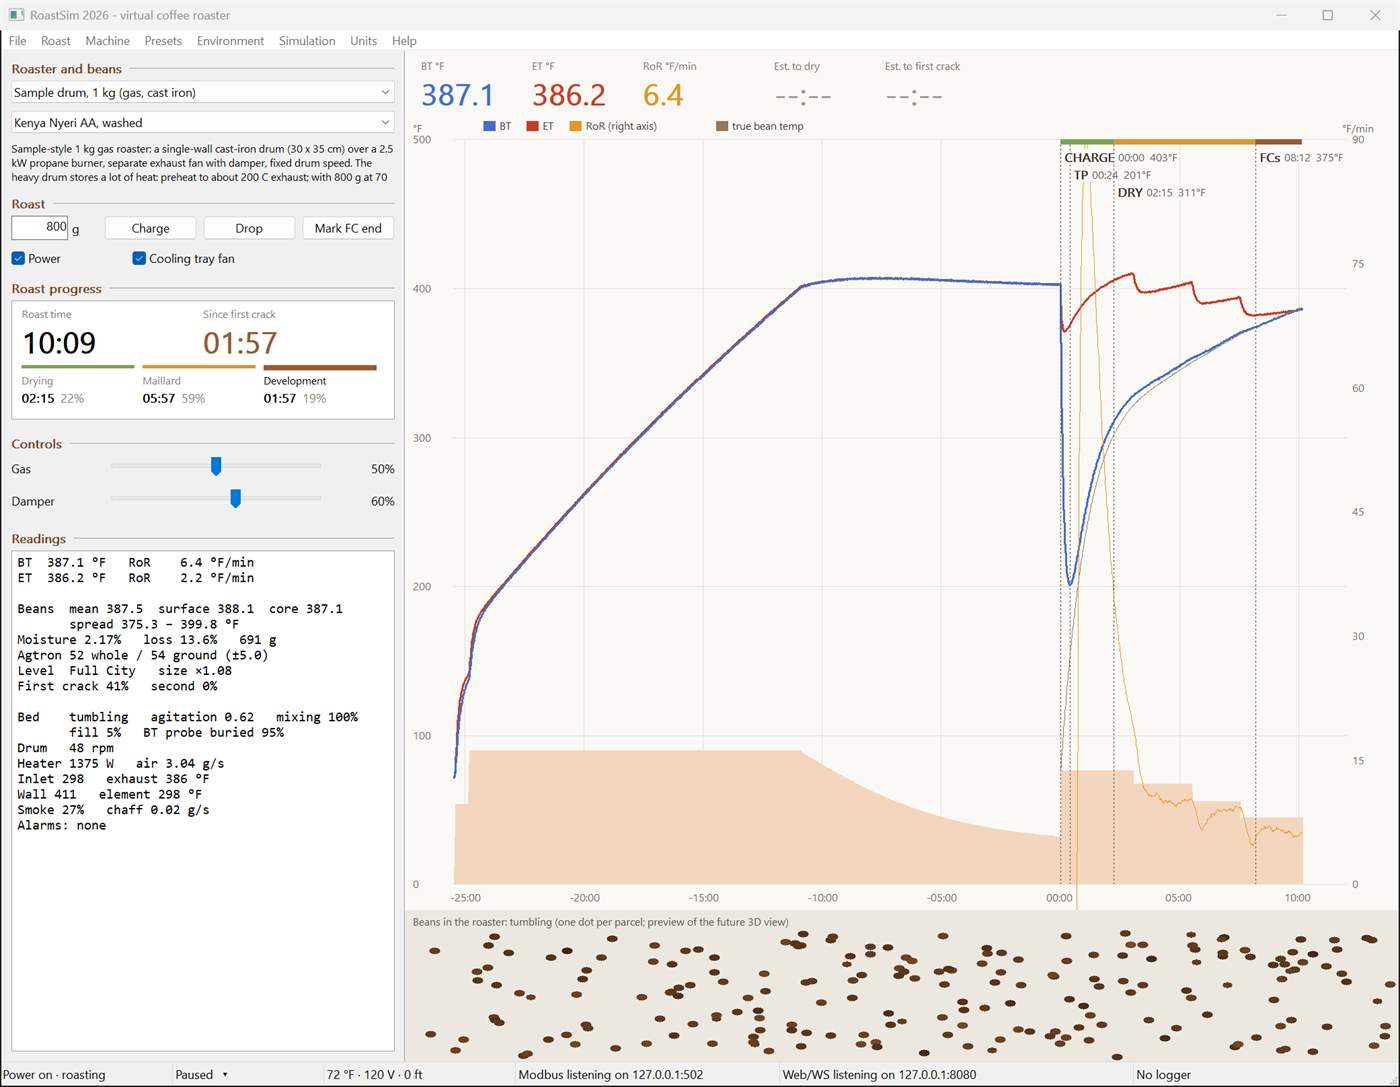 RoastSim 2026 - virtual coffee roaster
File Roast Machine Presets Environment Simulation Units Help
Roaster and beans
Sample drum, 1 kg (gas, cast iron)
Kenya Nyeri AA, washed
Sample-style 1 kg gas roaster: a single-wall cast-iron drum (30 x 35 cm) over a 2.5
kW propane burner, separate exhaust fan with damper, fixed drum speed. The
heavy drum stores a lot of heat: preheat to about 200 C exhaust; with 800 g at 70
Roast
800 g Charge Drop Mark FC end
Power Cooling tray fan
Roast progress
Roast time Since first crack
10:09 01:57
Drying Maillard Development
02:15 22% 05:57 59% 01:57 19%
Controls
Gas 50%
Damper 60%
Readings
BT 387.1 °F RoR 6.4 °F/min
ET 386.2 °F RoR 2.2 °F/min
Beans mean 387.5 surface 388.1 core 387.1
spread 375.3 – 399.8 °F
Moisture 2.17% loss 13.6% 691 g
Agtron 52 whole / 54 ground (±5.0)
Level Full City size ×1.08
First crack 41% second 0%
Bed tumbling agitation 0.62 mixing 100%
fill 5% BT probe buried 95%
Drum 48 rpm
Heater 1375 W air 3.04 g/s
Inlet 298 exhaust 386 °F
Wall 411 element 298 °F
Smoke 27% chaff 0.02 g/s
Alarms: none
BT °F ET °F RoR °F/min Est. to dry Est. to first crack
387.1 386.2 6.4 --:-- --:--
BT ET RoR (right axis) true bean temp
°F °F/min
500 90
CHARGE 00:00 403°F FCs 08:12 375°F
TP 00:24 201°F
DRY 02:15 311°F
75
400
60
300
45
200
30
100
15
0 0
-25:00 -20:00 -15:00 -10:00 -05:00 00:00 05:00 10:00
Beans in the roaster: tumbling (one dot per parcel; preview of the future 3D view)
Power on · roasting Paused 72 °F · 120 V · 0 ft Modbus listening on 127.0.0.1:502 Web/WS listening on 127.0.0.1:8080 No logger